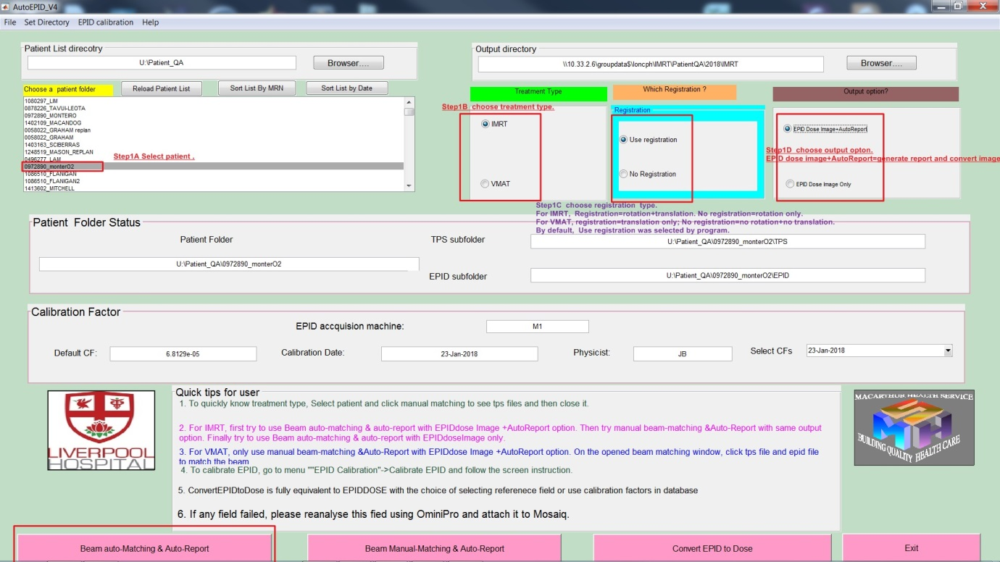 AutoEPID_V4
File Set Directory EPID calibration Help
Patient List direcotry
U:\Patient_QA
Browser....
Output directory
\\10.33.2.6\groupdata$\loncph\IMRT\PatientQA\2018\IMRT
Browser....
Choose a patient folder
Reload Patient List
Sort List By MRN
Sort List by Date
1080297_LIM
0878226_TAVUI-LEOTA
0972890_MONTEIRO
1402109_MACANDOG
0058022_GRAHAM replan
0058022_GRAHAM
1403163_SCIBERRAS
1248519_MASON_REPLAN
0496277_LAM
0972890_monterO2
1086510_FLANIGAN
1086510_FLANIGAN2
1413602_MITCHELL
Step1A Select patient .
Treatment Type
Step1B choose treatment type.
IMRT
VMAT
Which Registration ?
Registration
Use registration
No Registration
Output option?
EPID Dose Image+AutoReport
Step1D choose output opton.
EPID dose image+AutoReport=generate report and convert image
EPID Dose Image Only
Step1C choose registration type.
For IMRT, Registration=rotation+translation. No registration=rotation only.
For VMAT, registration=translation only; No registration=no rotation+no translation.
By default, Use registration was selected by program.
Patient Folder Status
Patient Folder
U:\Patient_QA\0972890_monterO2
TPS subfolder
U:\Patient_QA\0972890_monterO2\TPS
EPID subfolder
U:\Patient_QA\0972890_monterO2\EPID
Calibration Factor
EPID accquision machine:
M1
Default CF:
6.8129e-05
Calibration Date:
23-Jan-2018
Physicist:
JB
Select CFs
23-Jan-2018
LIVERPOOL
HOSPITAL
Quick tips for user
1. To quickly know treatment type, Select patient and click manual matching to see tps files and then close it.
2. For IMRT, first try to use Beam auto-matching & auto-report with EPIDdose Image +AutoReport option. Then try manual beam-matching &Auto-Report with same output
option. Finally try to use Beam auto-matching & auto-report with EPIDdoseImage only.
3. For VMAT, only use manual beam-matching &Auto-Report with EPIDdose Image +AutoReport option. On the opened beam matching window, click tps file and epid file
to match the beam
4. To calibrate EPID, go to menu ""EPID Calibration"->Calibrate EPID and follow the screen instruction.
5. ConvertEPIDtoDose is fully equivalent to EPIDDOSE with the choice of selecting referenece field or use calibration factors in database
6. If any field failed, please reanalyse this fied using OminiPro and attach it to Mosaiq.
MACARTHUR HEALTH SERVICE
BUILDING QUALITY HEALTH CARE
Beam auto-Matching & Auto-Report
Beam Manual-Matching & Auto-Report
Convert EPID to Dose
Exit